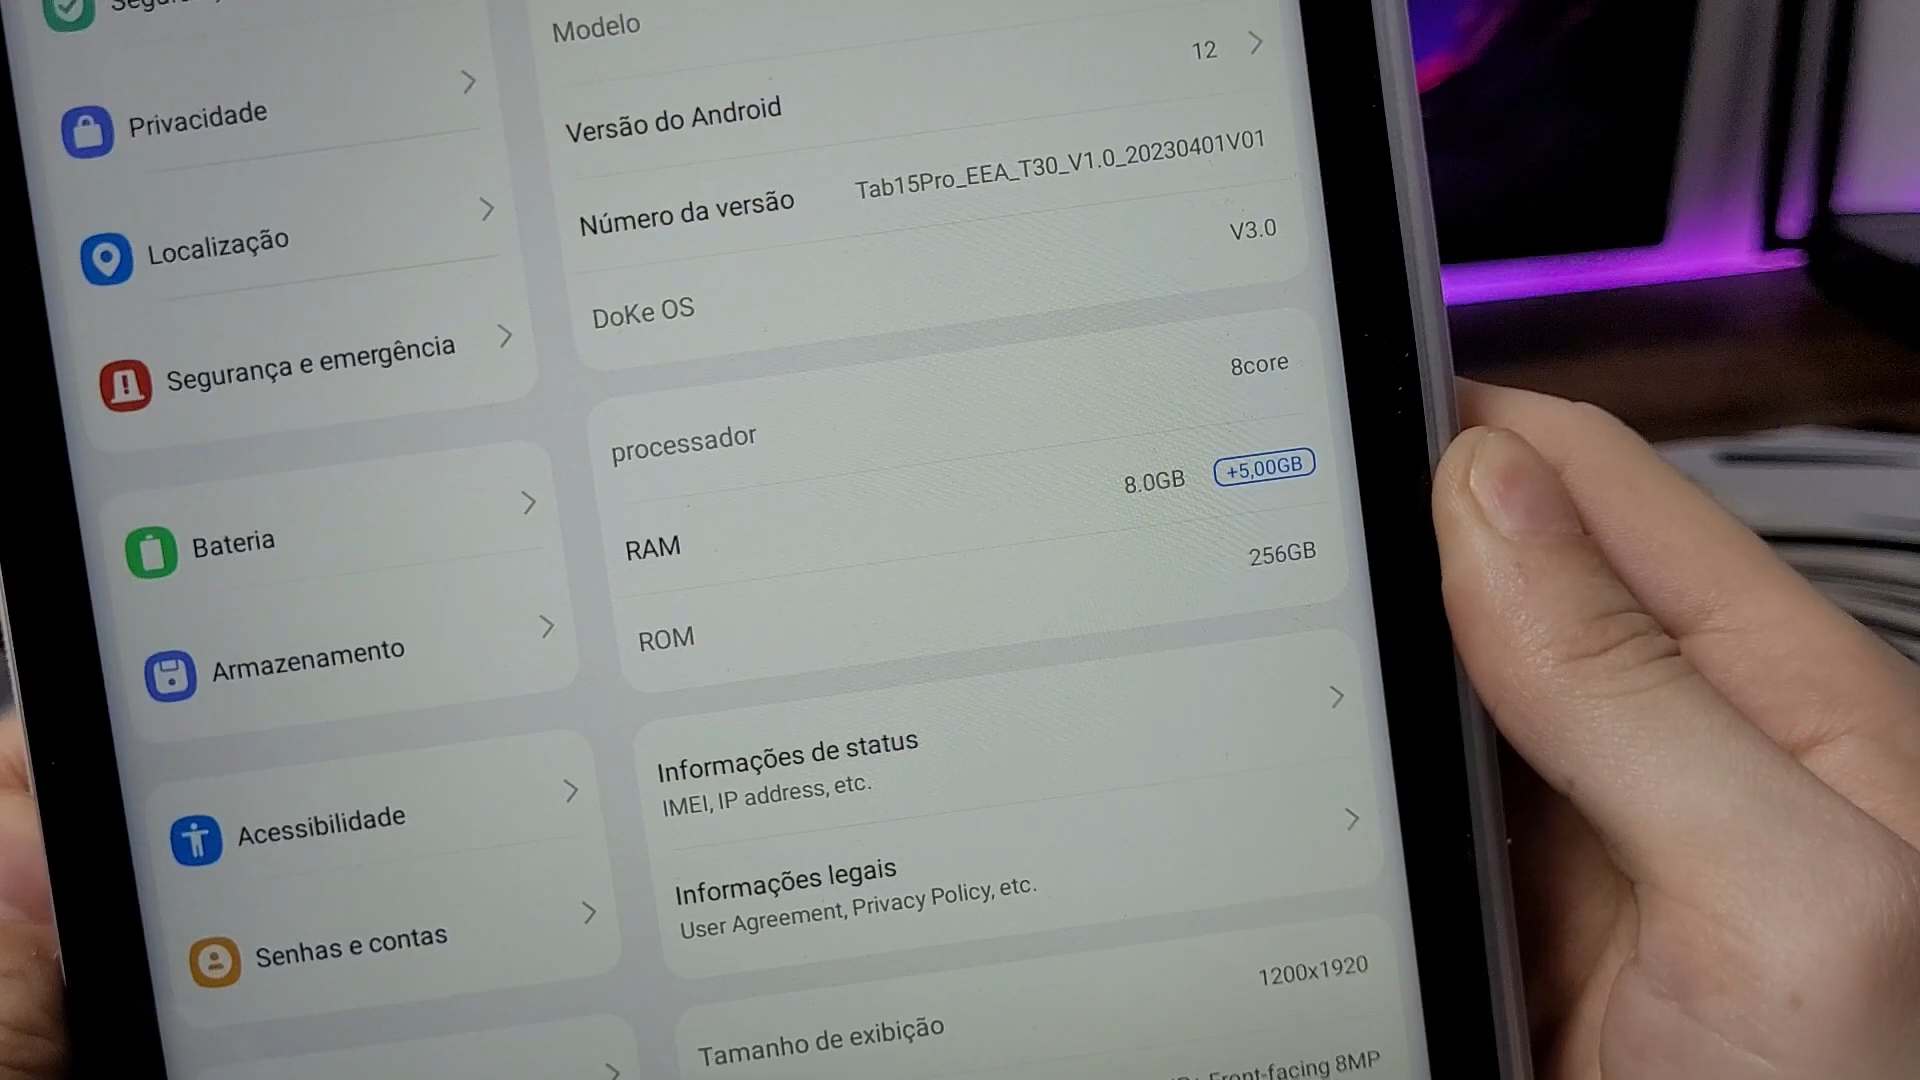 Privacidade
Localização
Segurança e emergência
Bateria
Armazenamento
Acessibilidade
Senhas e contas
Modelo
Versão do Android 12
Número da versão Tab15Pro_EEA_T30_V1.0_20230401V01
DoKe OS V3.0
processador 8core
RAM 8.0GB +5,00GB
ROM 256GB
Informações de status
IMEI, IP address, etc.
Informações legais
User Agreement, Privacy Policy, etc.
Tamanho de exibição 1200x1920
Front-facing 8MP